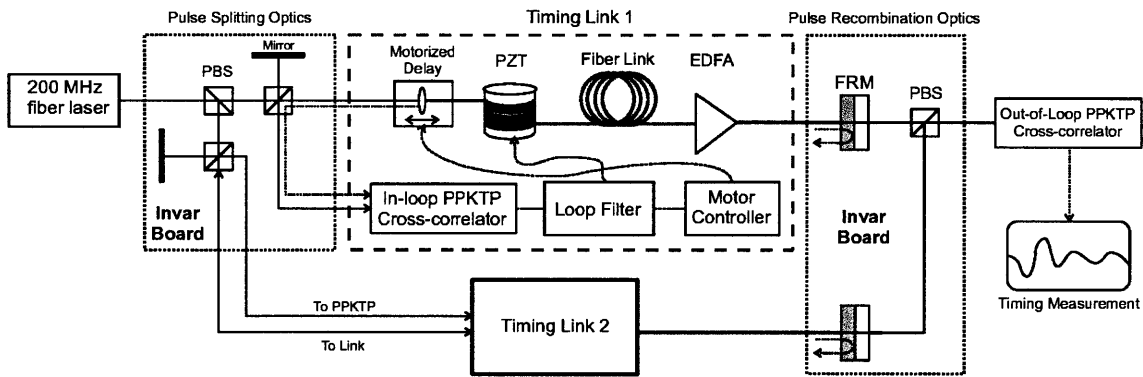 Pulse Splitting Optics
Timing Link 1
Pulse Recombination Optics
Mirror
PBS
Motorized
Delay
PZT
Fiber Link
EDFA
FRM
PBS
200 MHz
fiber laser
Out-of-Loop PPKTP
Cross-correlator
In-loop PPKTP
Cross-correlator
Loop Filter
Motor
Controller
Invar
Board
Invar
Board
To PPKTP
To Link
Timing Link 2
Timing Measurement